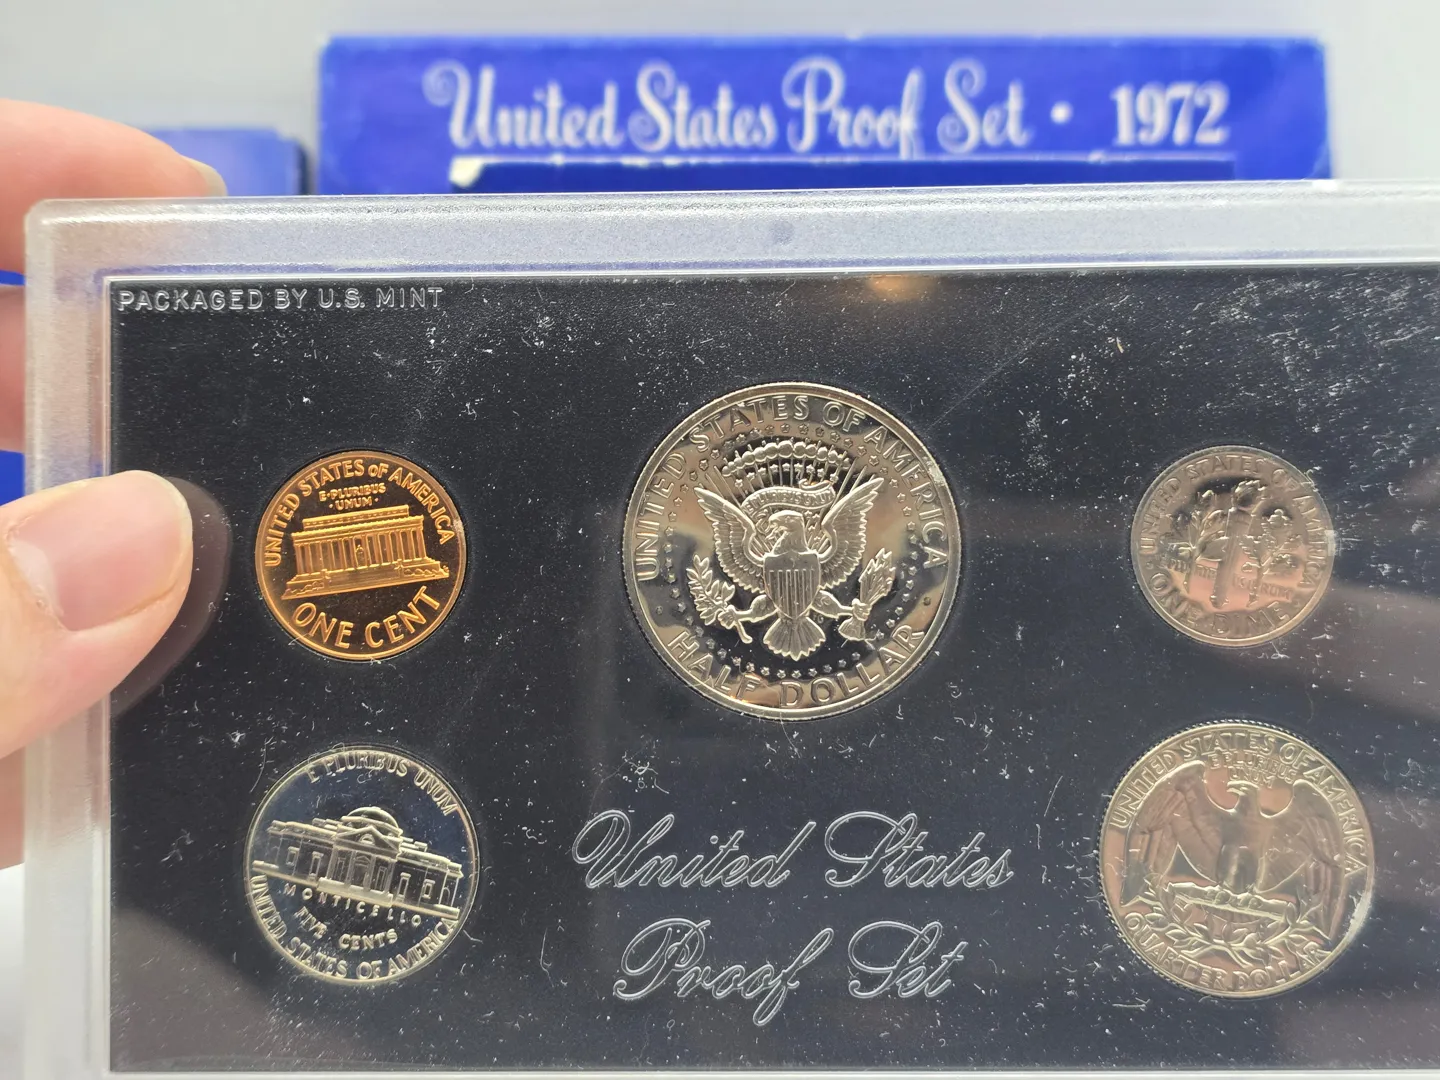 United States Proof Set · 1972
PACKAGED BY U.S. MINT
UNITED STATES OF AMERICA
E·PLURIBUS
·UNUM·
ONE CENT
UNITED STATES OF AMERICA
HALF DOLLAR
UNITED STATES OF AMERICA
ONE DIME
E PLURIBUS UNUM
MONTICELLO
FIVE CENTS
UNITED STATES OF AMERICA
United States
Proof Set
UNITED STATES OF AMERICA
E PLURIBUS
UNUM
QUARTER DOLLAR